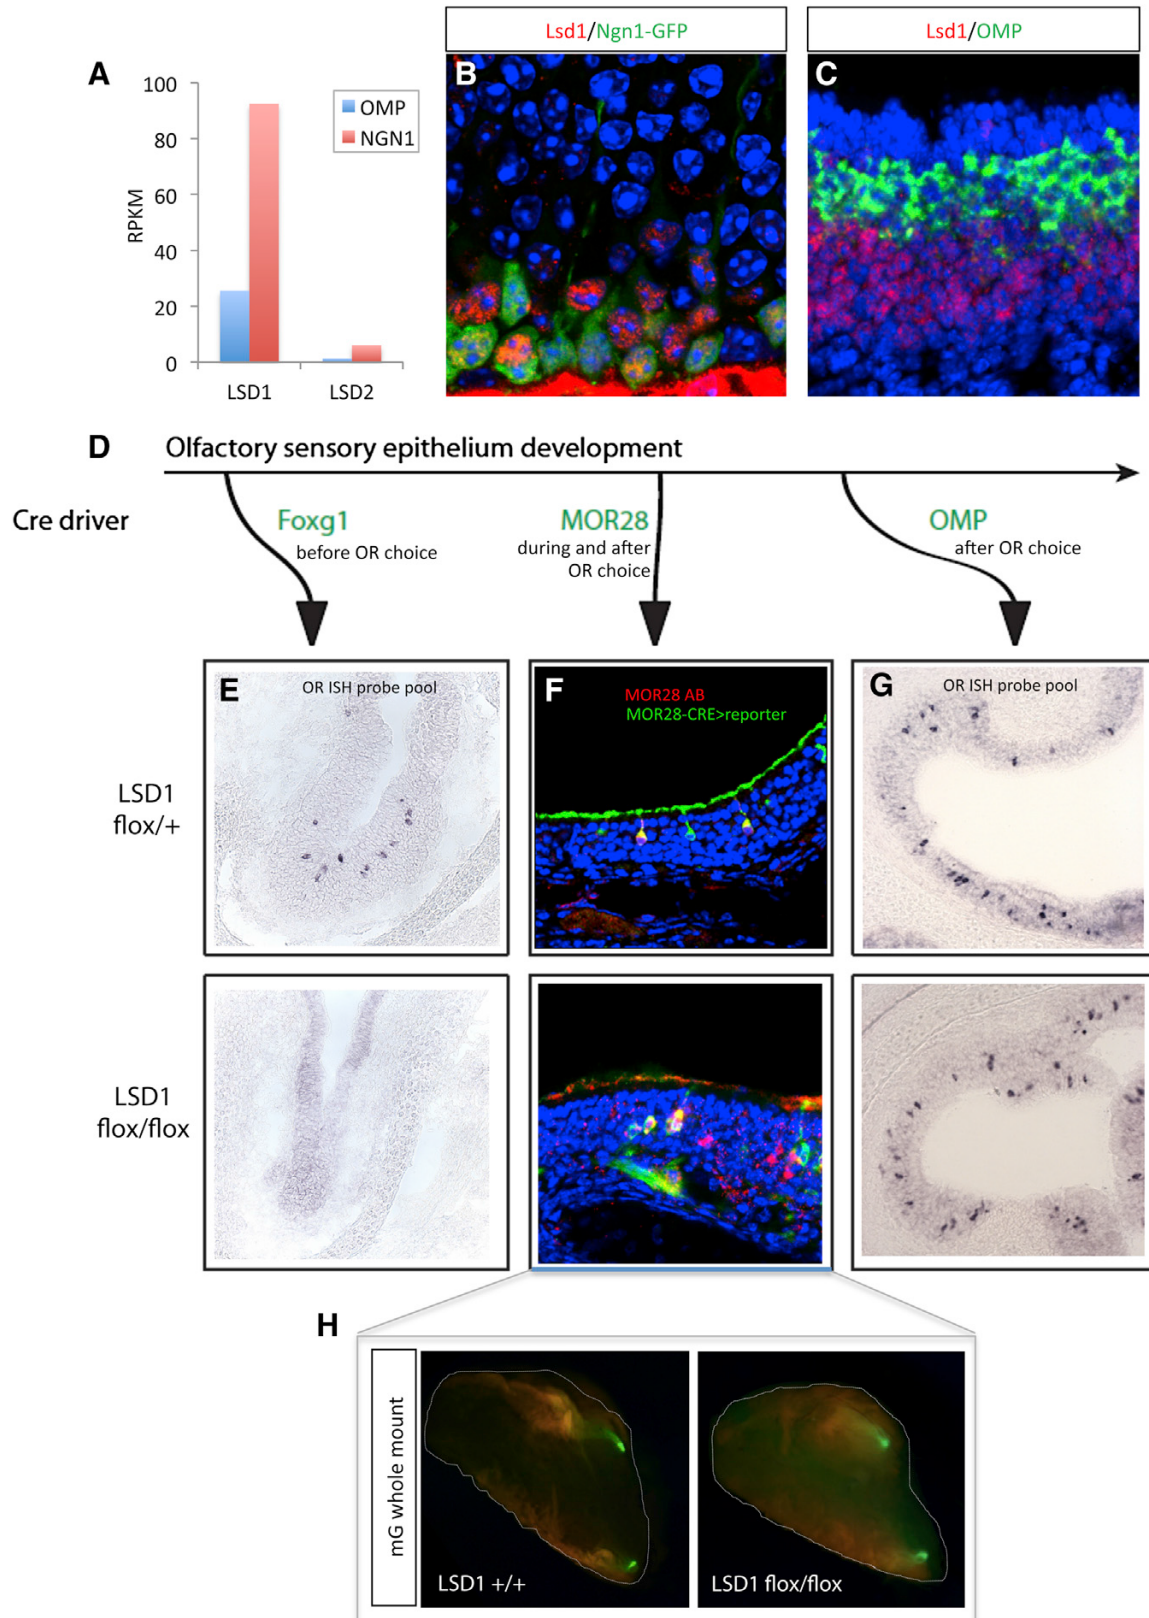 Lsd1/Ngn1-GFP
Lsd1/OMP
A
B
C
100
80
60
40
20
0
RPKM
OMP
NGN1
LSD1
LSD2
D
Olfactory sensory epithelium development
Cre driver
Foxg1
before OR choice
MOR28
during and after
OR choice
OMP
after OR choice
E
OR ISH probe pool
F
MOR28 AB
MOR28-CRE>reporter
G
OR ISH probe pool
LSD1
flox/+
LSD1
flox/flox
H
mG whole mount
LSD1 +/+
LSD1 flox/flox